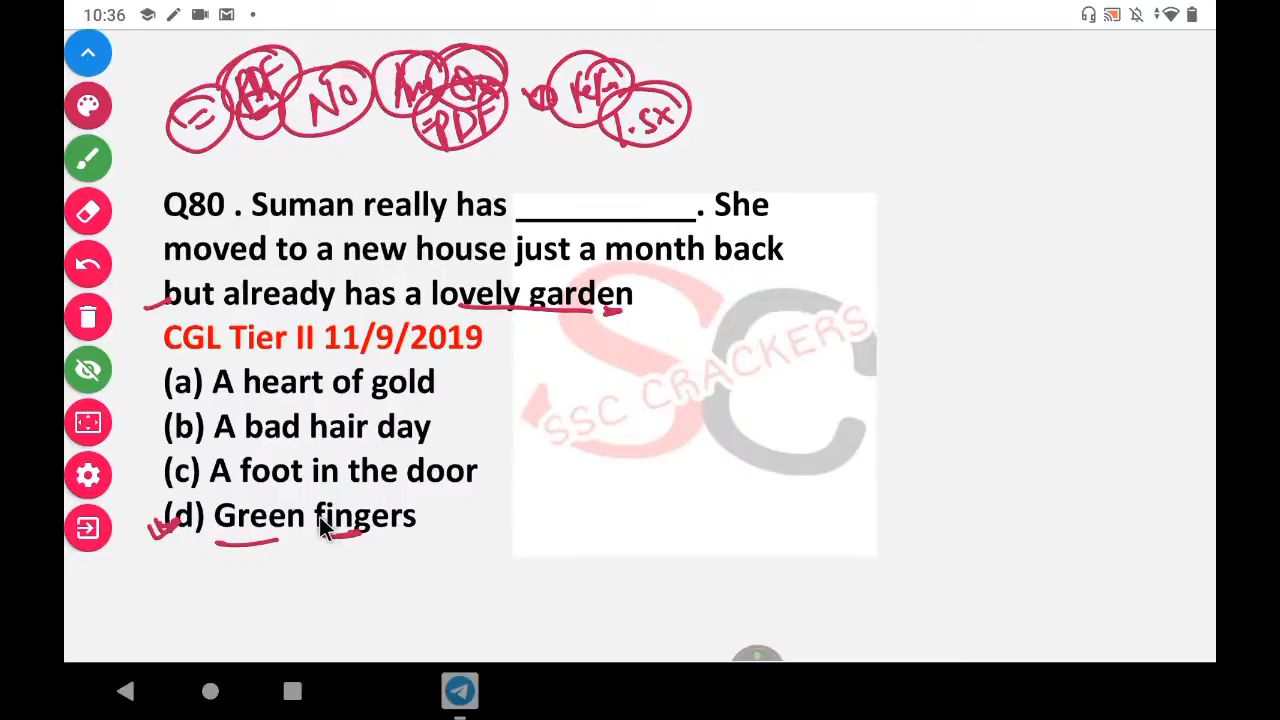 10:36
= PDF NO
=PDF 1.5x
Q80 . Suman really has ___________. She
moved to a new house just a month back
but already has a lovely garden
CGL Tier II 11/9/2019
(a) A heart of gold
(b) A bad hair day
(c) A foot in the door
(d) Green fingers
SSC CRACKERS